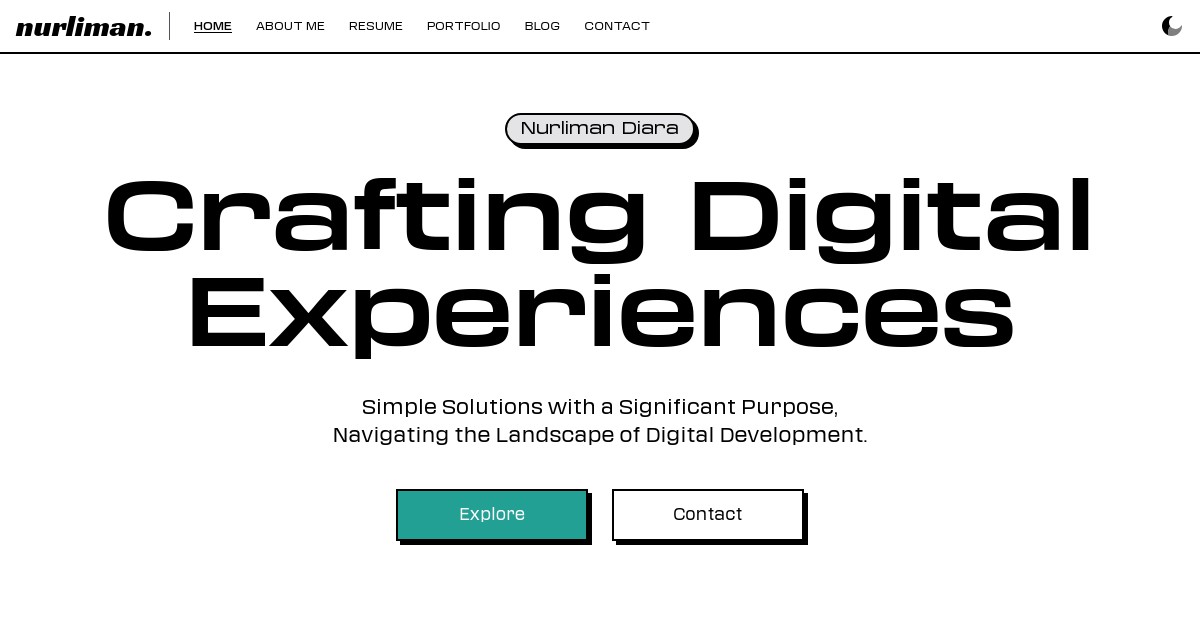 nurliman.
HOME ABOUT ME RESUME PORTFOLIO BLOG CONTACT
Nurliman Diara
Crafting Digital
Experiences
Simple Solutions with a Significant Purpose,
Navigating the Landscape of Digital Development.
Explore
Contact